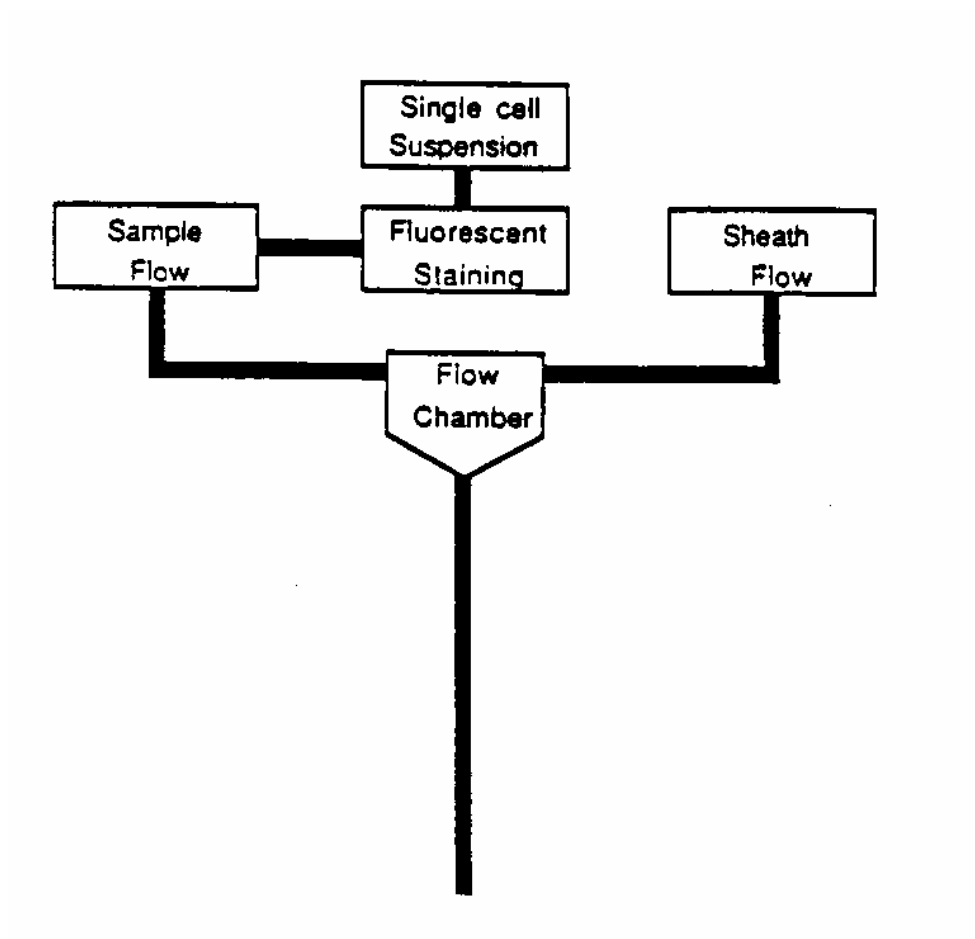 Single cell
Suspension
Sample
Flow
Fluorescent
Staining
Sheath
Flow
Flow
Chamber